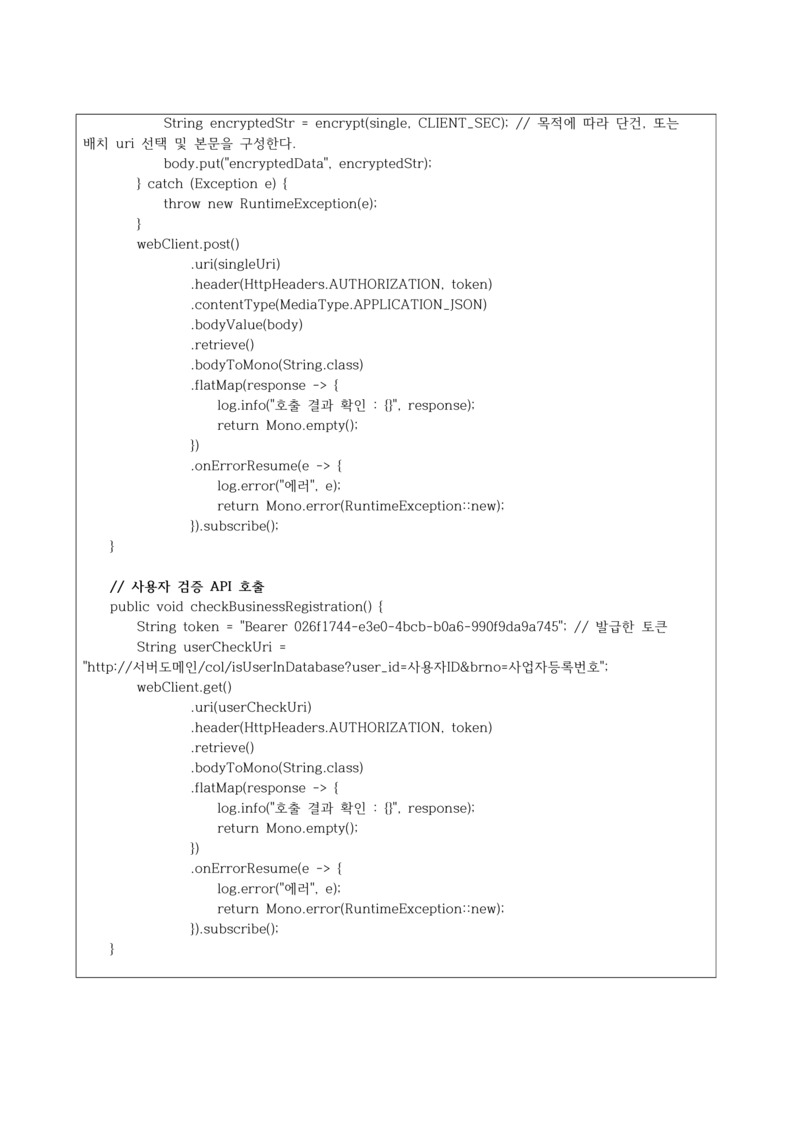 String encryptedStr = encrypt(single, CLIENT_SEC); // 목적에 따라 단건, 또는
배치 uri 선택 및 본문을 구성한다.
body.put("encryptedData", encryptedStr);
} catch (Exception e) {
throw new RuntimeException(e);
}
webClient.post()
.uri(singleUri)
.header(HttpHeaders.AUTHORIZATION, token)
.contentType(MediaType.APPLICATION_JSON)
.bodyValue(body)
.retrieve()
.bodyToMono(String.class)
.flatMap(response -> {
log.info("호출 결과 확인 : {}", response);
return Mono.empty();
})
.onErrorResume(e -> {
log.error("에러", e);
return Mono.error(RuntimeException::new);
}).subscribe();
}
// 사용자 검증 API 호출
public void checkBusinessRegistration() {
String token = "Bearer 026f1744-e3e0-4bcb-b0a6-990f9da9a745"; // 발급한 토큰
String userCheckUri =
"http://서버도메인/col/isUserInDatabase?user_id=사용자ID&brno=사업자등록번호";
webClient.get()
.uri(userCheckUri)
.header(HttpHeaders.AUTHORIZATION, token)
.retrieve()
.bodyToMono(String.class)
.flatMap(response -> {
log.info("호출 결과 확인 : {}", response);
return Mono.empty();
})
.onErrorResume(e -> {
log.error("에러", e);
return Mono.error(RuntimeException::new);
}).subscribe();
}